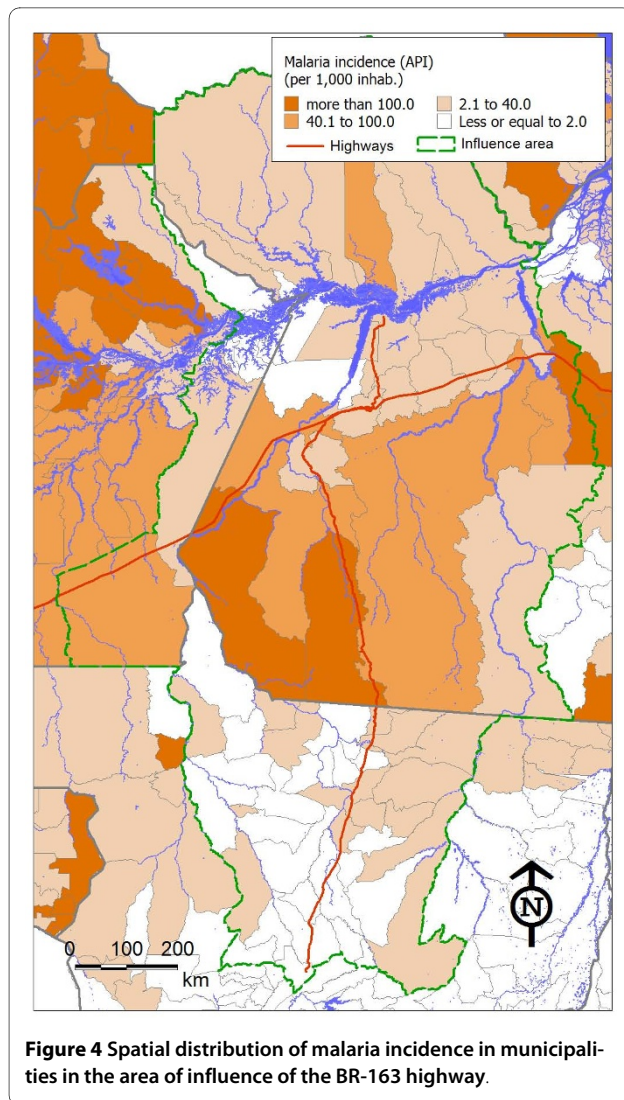 Malaria incidence (API)
(per 1,000 inhab.)
more than 100.0
2.1 to 40.0
40.1 to 100.0
Less or equal to 2.0
Highways
Influence area
N
0 100 200
km
Figure 4 Spatial distribution of malaria incidence in municipali-
ties in the area of influence of the BR-163 highway.